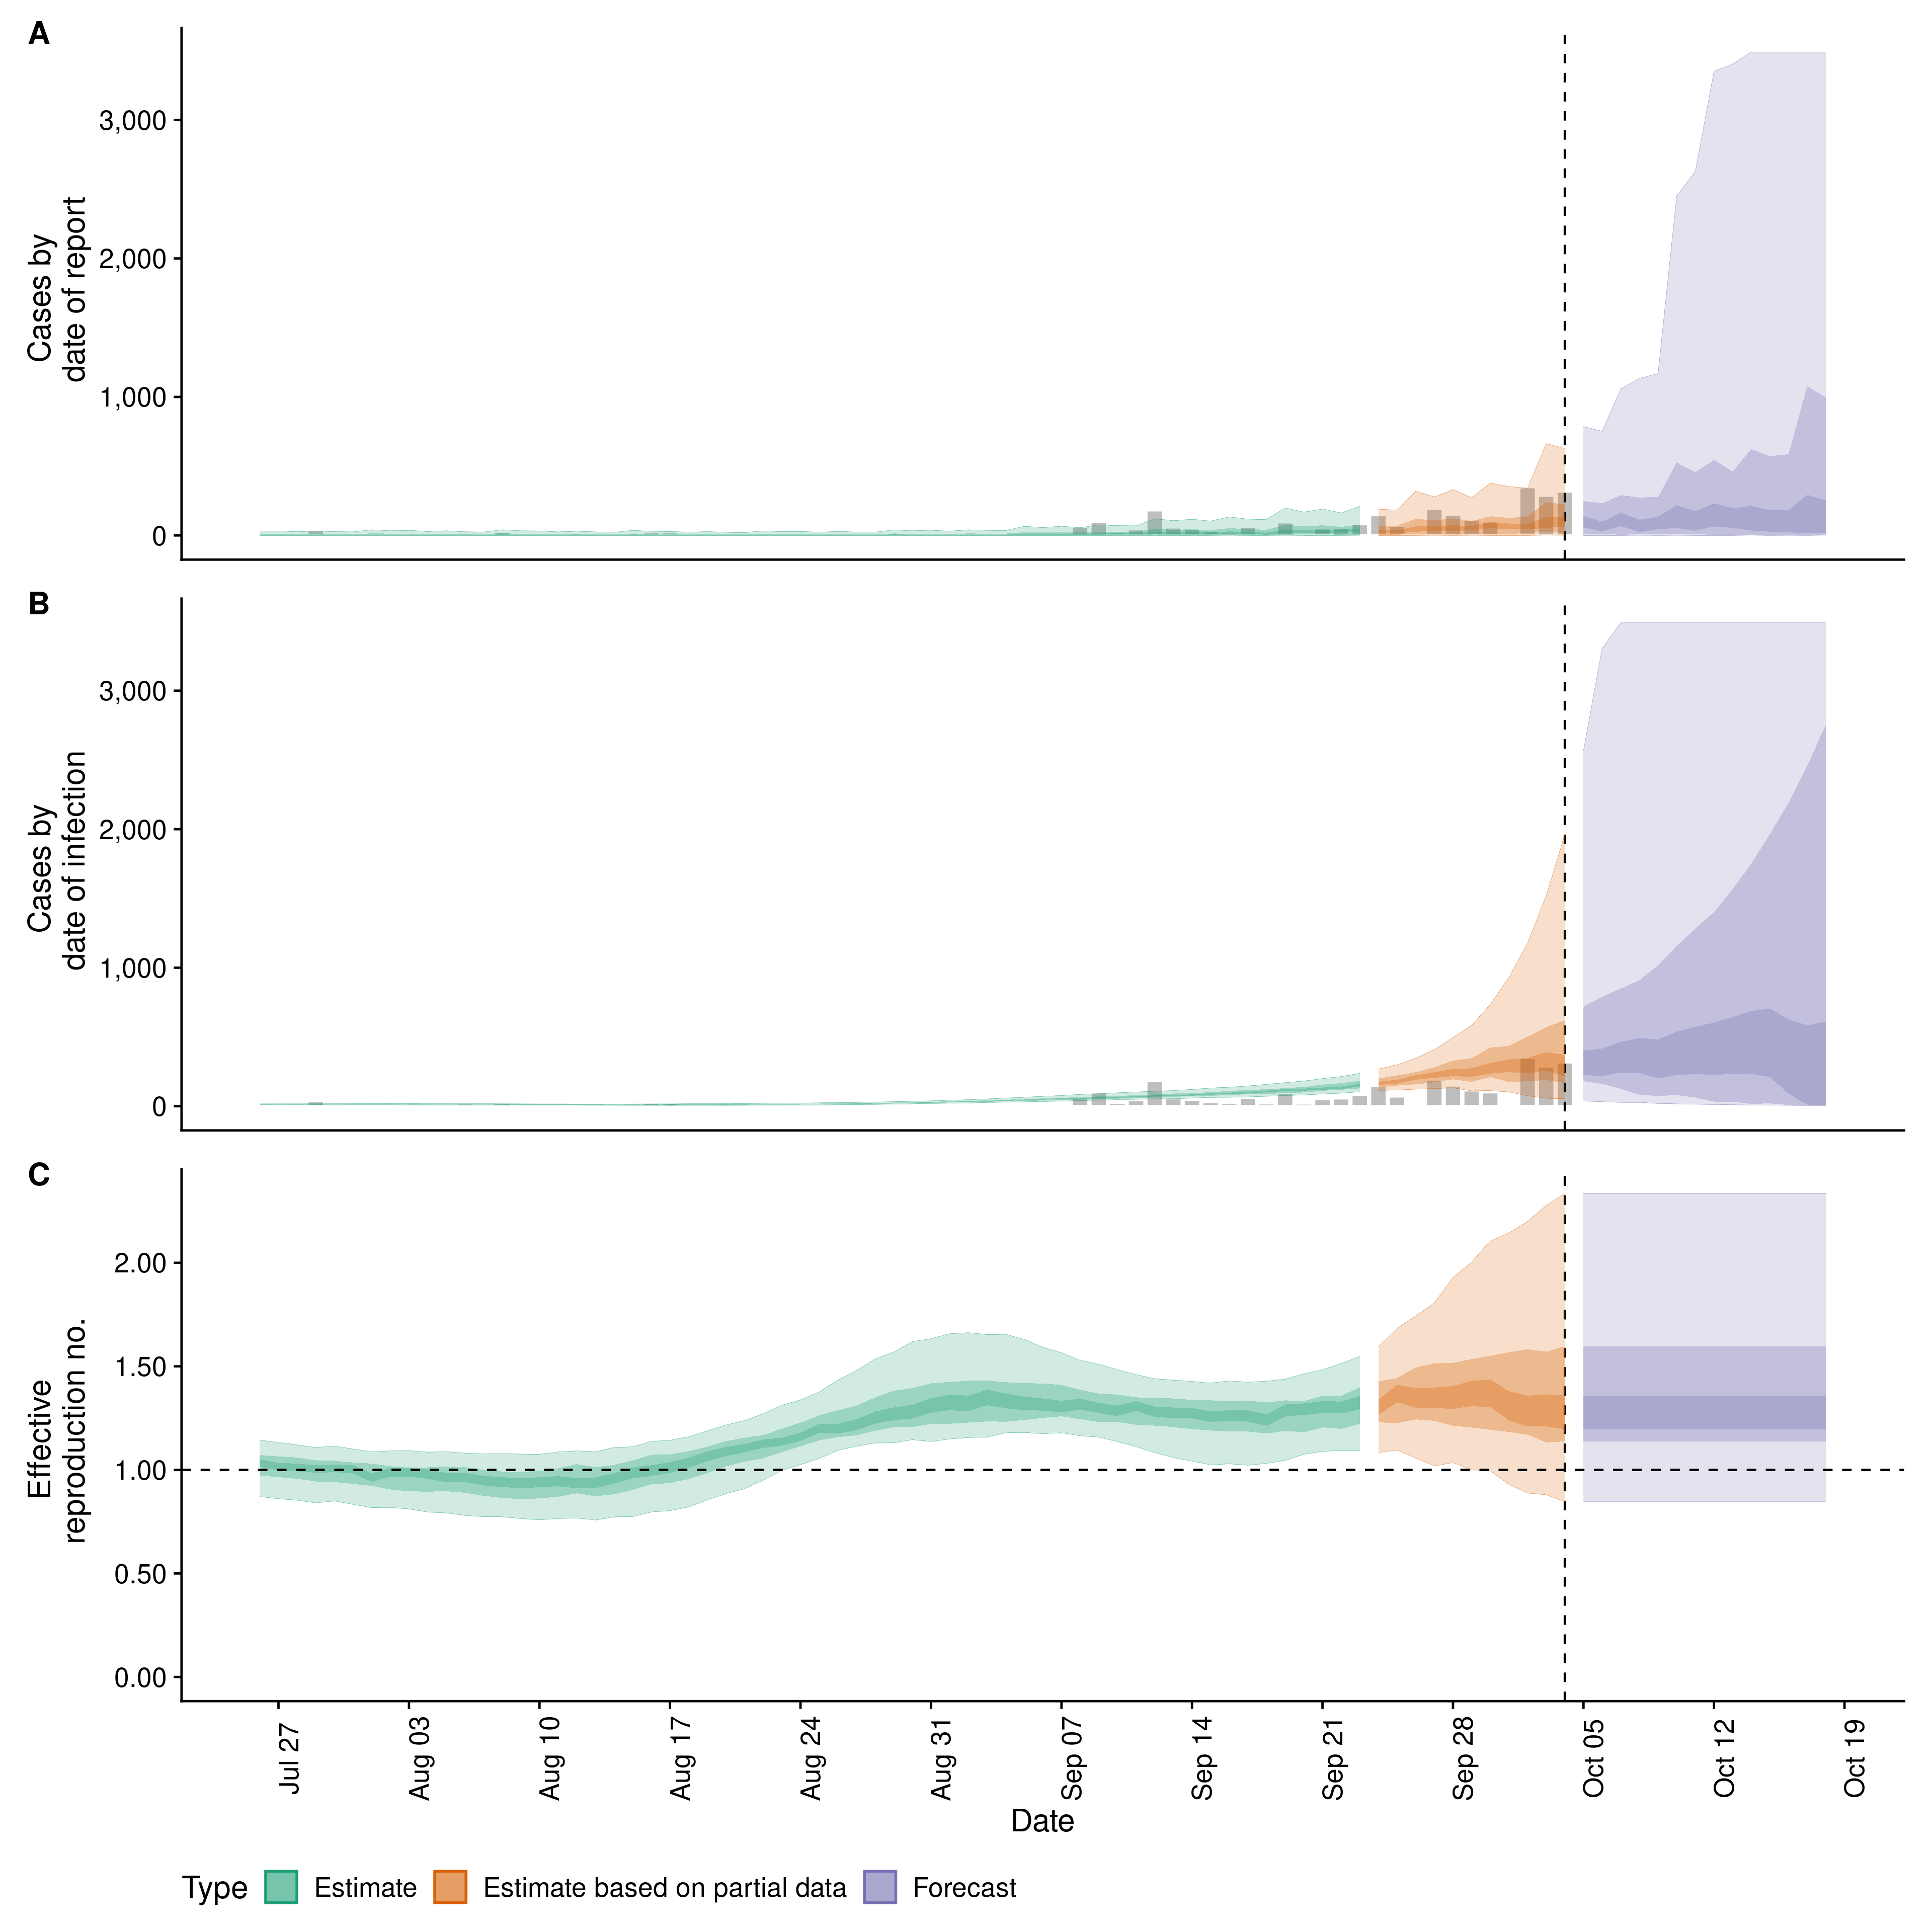 A
Cases by
date of report
3,000
2,000
1,000
0
B
Cases by
date of infection
3,000
2,000
1,000
0
C
Effective
reproduction no.
2.00
1.50
1.00
0.50
0.00
Jul 27
Aug 03
Aug 10
Aug 17
Aug 24
Aug 31
Sep 07
Sep 14
Sep 21
Sep 28
Oct 05
Oct 12
Oct 19
Date
Type Estimate Estimate based on partial data Forecast